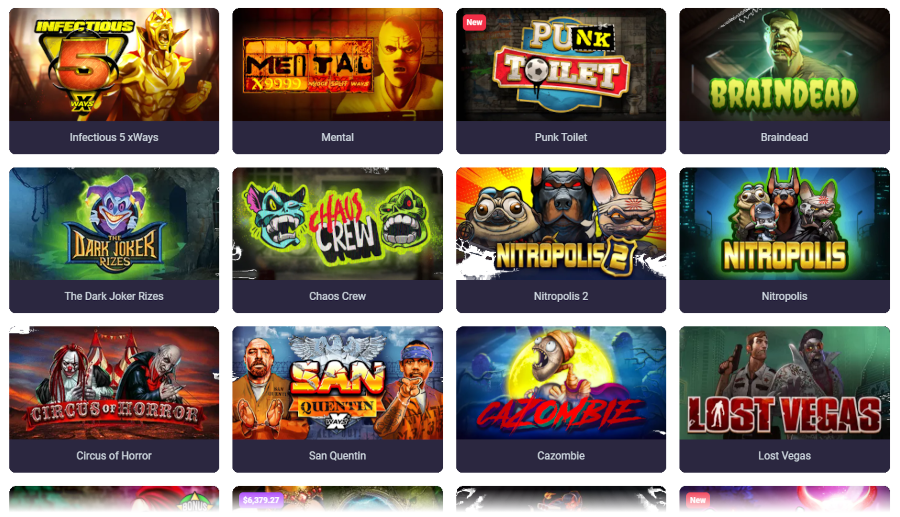 INFECTIOUS
5
X
WAYS
Infectious 5 xWays
MENTAL
X9999
Mental
New
PUNK
TOILET
Punk Toilet
BRAINDEAD
Braindead
THE
DARK JOKER
RIZES
The Dark Joker Rizes
CHAOS
CREW
Chaos Crew
NITROPOLIS 2
Nitropolis 2
NITROPOLIS
Nitropolis
CIRCUS OF HORROR
Circus of Horror
SAN
QUENTIN
X
WAYS
San Quentin
CAZOMBIE
Cazombie
LOST VEGAS
Lost Vegas
BONUS
$6,379.27
New